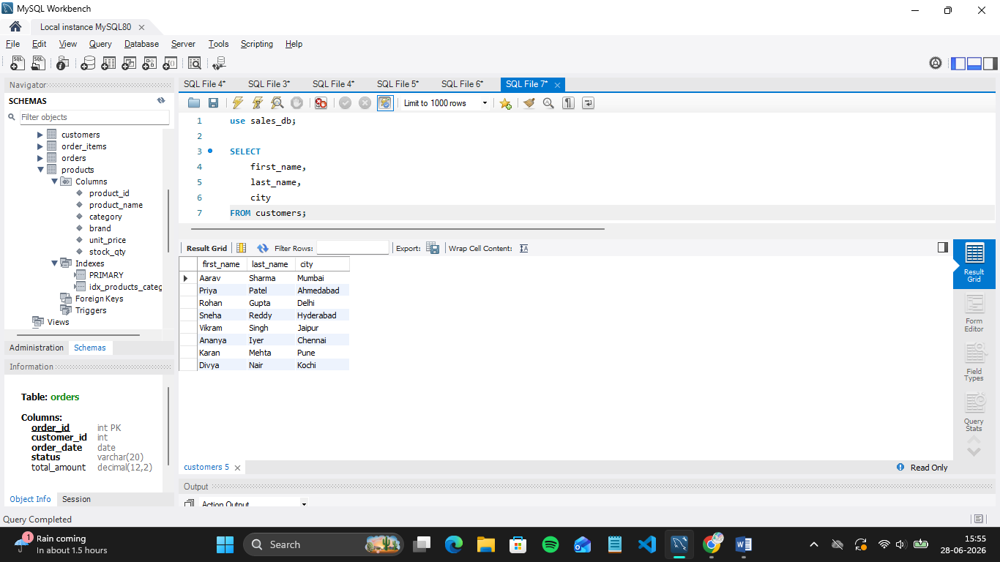 MySQL Workbench
Local instance MySQL80
File Edit View Query Database Server Tools Scripting Help
Navigator
SCHEMAS
Filter objects
customers
order_items
orders
products
Columns
product_id
product_name
category
brand
unit_price
stock_qty
Indexes
PRIMARY
idx_products_categ
Foreign Keys
Triggers
Views
Administration Schemas
Information
Table: orders
Columns:
order_id int PK
customer_id int
order_date date
status varchar(20)
total_amount decimal(12,2)
Object Info Session
SQL File 4* SQL File 3* SQL File 4* SQL File 5* SQL File 6* SQL File 7*
Limit to 1000 rows
1 use sales_db;
2
3 SELECT
4 first_name,
5 last_name,
6 city
7 FROM customers;
Result Grid Filter Rows: Export: Wrap Cell Content:
first_name last_name city
Aarav Sharma Mumbai
Priya Patel Ahmedabad
Rohan Gupta Delhi
Sneha Reddy Hyderabad
Vikram Singh Jaipur
Ananya Iyer Chennai
Karan Mehta Pune
Divya Nair Kochi
Result Grid
Form Editor
Field Types
Query Stats
customers 5
Read Only
Output
Action Output
Query Completed
1
Rain coming
In about 1.5 hours
Search
15:55
28-06-2026